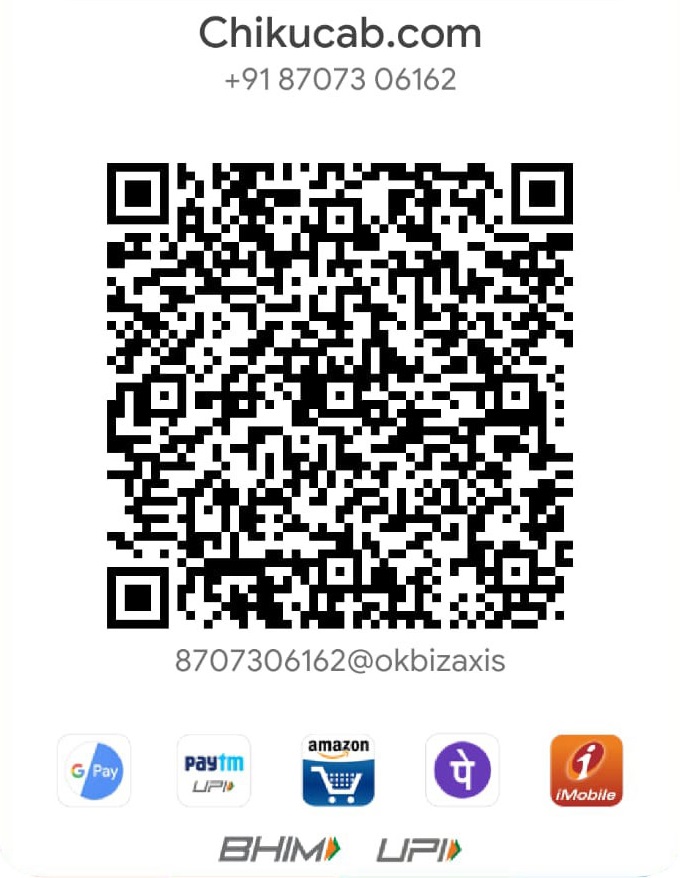 Chikucab.com
+91 87073 06162
8707306162@okbizaxis
G Pay
paytm
UPI
amazon
पे
i
iMobile
BHIM UPI